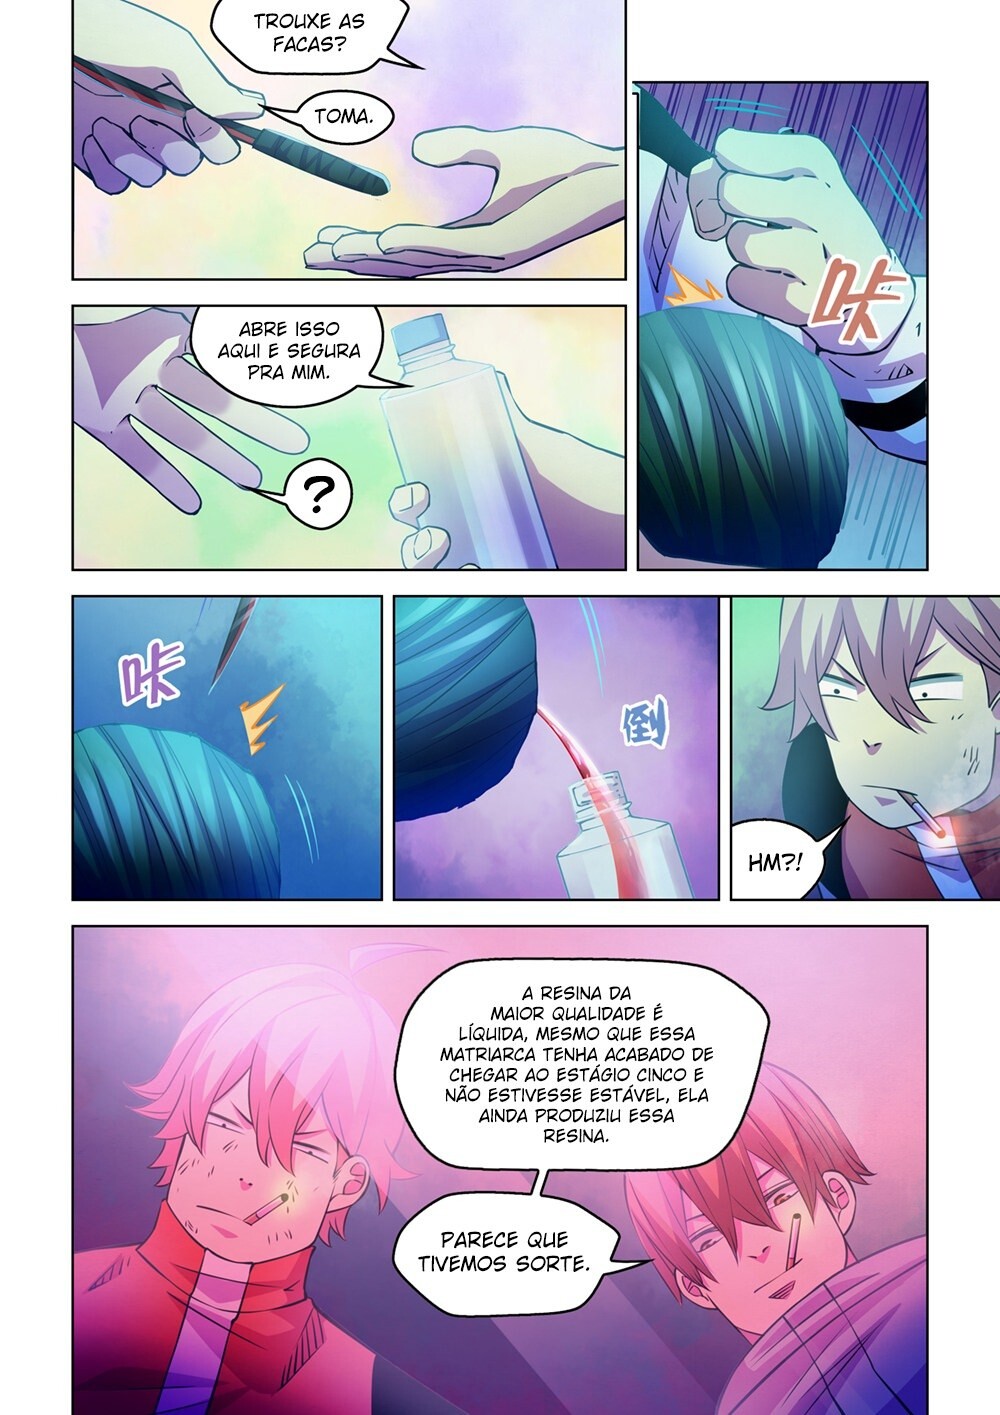 TROUXE AS
FACAS?
TOMA.
咔
ABRE ISSO
AQUI E SEGURA
PRA MIM.
?
咔
倒
HM?!
A RESINA DA
MAIOR QUALIDADE É
LÍQUIDA, MESMO QUE ESSA
MATRIARCA TENHA ACABADO DE
CHEGAR AO ESTÁGIO CINCO E
NÃO ESTIVESSE ESTÁVEL, ELA
AINDA PRODUZIU ESSA
RESINA.
PARECE QUE
TIVEMOS SORTE.